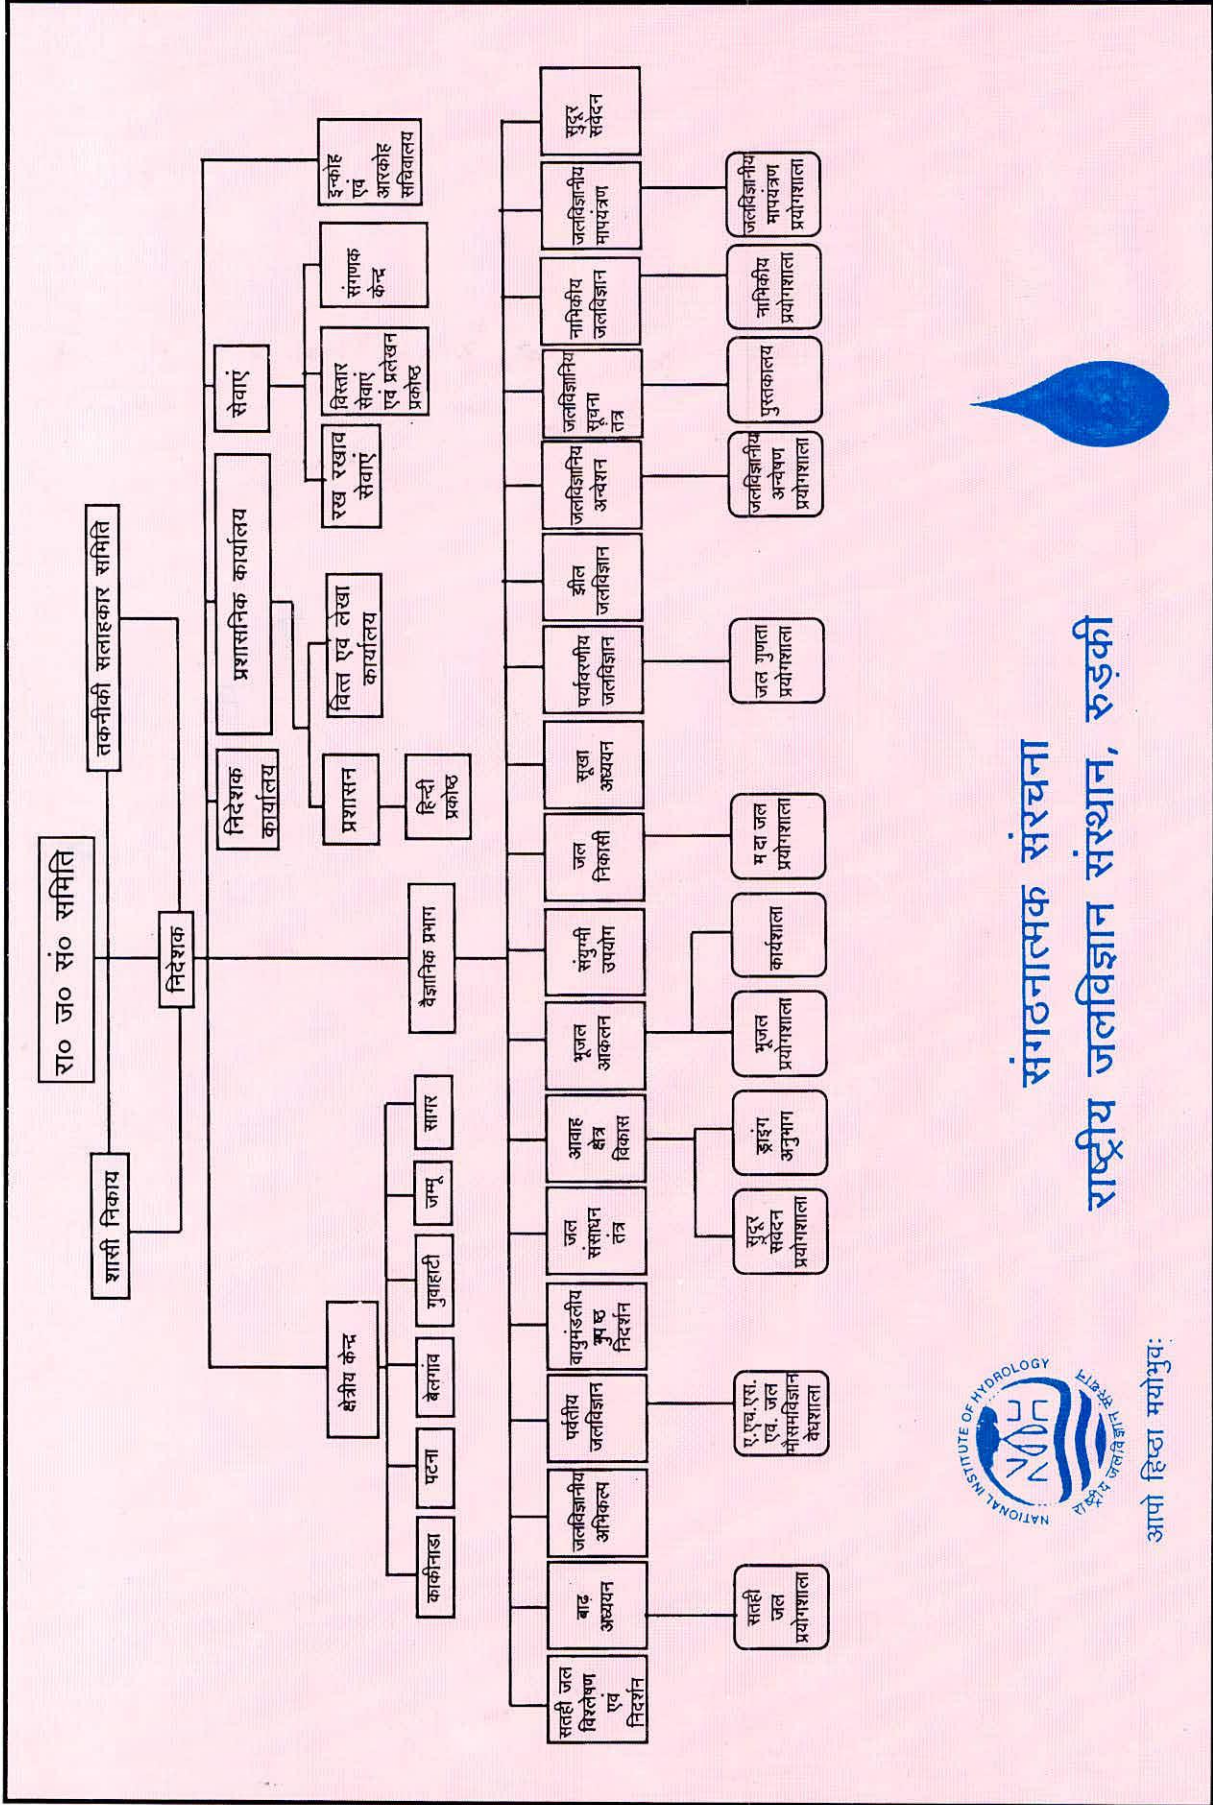 रा० ज० सं० समिति
शासी निकाय
तकनीकी सलाहकार समिति
निदेशक
निदेशक
कार्यालय
प्रशासनिक कार्यालय
सेवाएं
क्षेत्रीय केन्द्र
प्रशासन
वित्त एवं लेखा
कार्यालय
रख रखाव
सेवाएं
विस्तार
सेवाएं
एवं प्रलेखन
प्रकोष्ठ
संगणक
केन्द्र
इन्कोह
एवं
आरकोह
सचिवालय
काकीनाडा
पटना
बेलगांव
गुवाहाटी
जम्मू
सागर
वैज्ञानिक प्रभाग
हिन्दी
प्रकोष्ठ
सतही जल
विश्लेषण
एवं
निदर्शन
बाढ़
अध्ययन
जलविज्ञानीय
अभिकल्प
पर्वतीय
जलविज्ञान
वायुमंडलीय
भूप ष्ठ
निदर्शन
जल
संसाधन
तंत्र
आवाह
क्षेत्र
विकास
भूजल
आकलन
संयुग्मी
उपयोग
जल
निकासी
सूखा
अध्ययन
पर्यावरणीय
जलविज्ञान
झील
जलविज्ञान
जलविज्ञानिय
अन्वेशन
जलविज्ञानिय
सूचना
तत्र
नाभिकीय
जलविज्ञान
जलविज्ञानीय
मापयंत्रण
सुदूर
संवेदन
सतही
जल
प्रयोगशाला
ए.एच.एस.
एव. जल
मौसमविज्ञान
वेधशाला
सुदूर
संवेदन
प्रयोगशाला
ड्राइंग
अनुभाग
भूजल
प्रयोगशाला
कार्यशाला
म दा जल
प्रयोगशाला
जल गुणता
प्रयोगशाला
जलविज्ञानीय
अन्वेषण
प्रयोगशाला
पुस्तकालय
नाभिकीय
प्रयोगशाला
जलविज्ञानीय
मापयंत्रण
प्रयोगशाला
NATIONAL INSTITUTE OF HYDROLOGY
राष्ट्रीय जलविज्ञान संस्थान
आपो हिष्ठा मयोभुवः
संगठनात्मक संरचना
राष्ट्रीय जलविज्ञान संस्थान, रुड़की